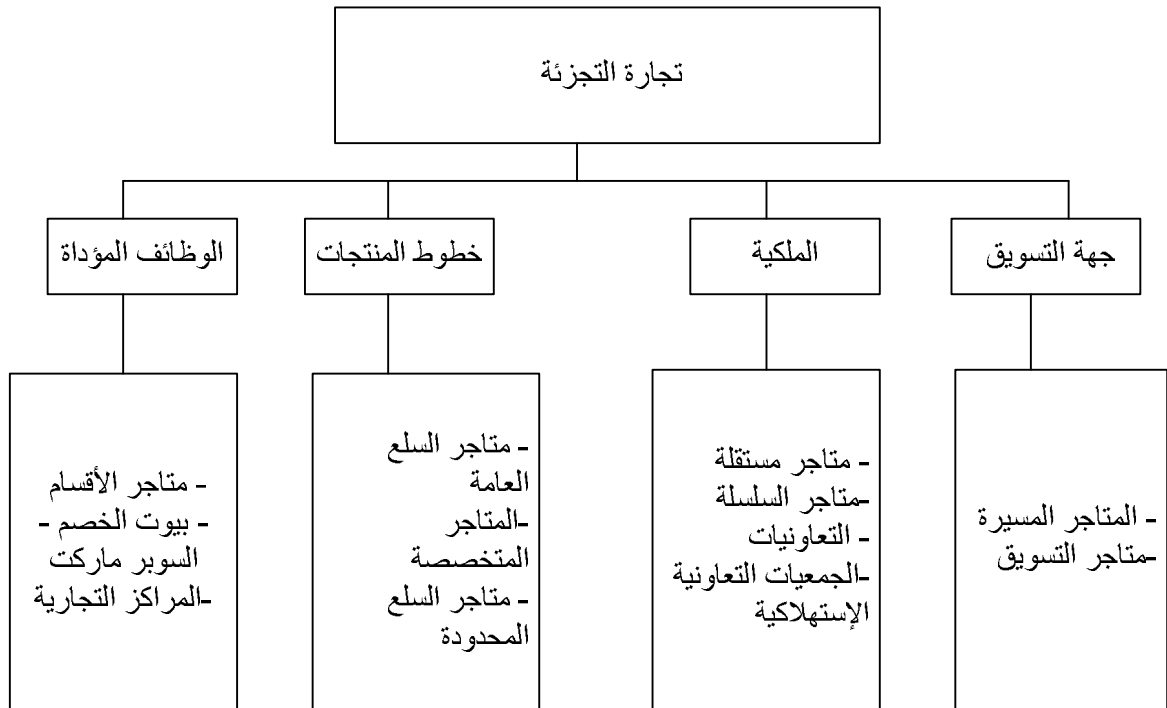 تجارة التجزئة
جهة التسويق
الملكية
خطوط المنتجات
الوظائف المؤداة
- المتاجر المسيرة
-متاجر التسويق
- متاجر مستقلة
-متاجر السلسلة
- التعاونيات
-الجمعيات التعاونية
الإستهلاكية
- متاجر السلع
العامة
-المتاجر
المتخصصة
- متاجر السلع
المحدودة
- متاجر الأقسام
- بيوت الخصم -
السوبر ماركت
-المراكز التجارية